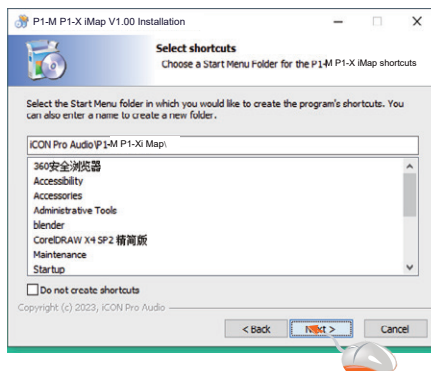 P1-M P1-X iMap V1.00 Installation
Select shortcuts
Choose a Start Menu Folder for the P1-M P1-X iMap shortcuts
Select the Start Menu folder in which you would like to create the program's shortcuts. You
can also enter a name to create a new folder.
iCON Pro Audio\P1-M P1-Xi Map\
360安全浏览器
Accessibility
Accessories
Administrative Tools
blender
CorelDRAW X4 SP2 精简版
Maintenance
Startup
Do not create shortcuts
Copyright (c) 2023, iCON Pro Audio
< Back Next > Cancel